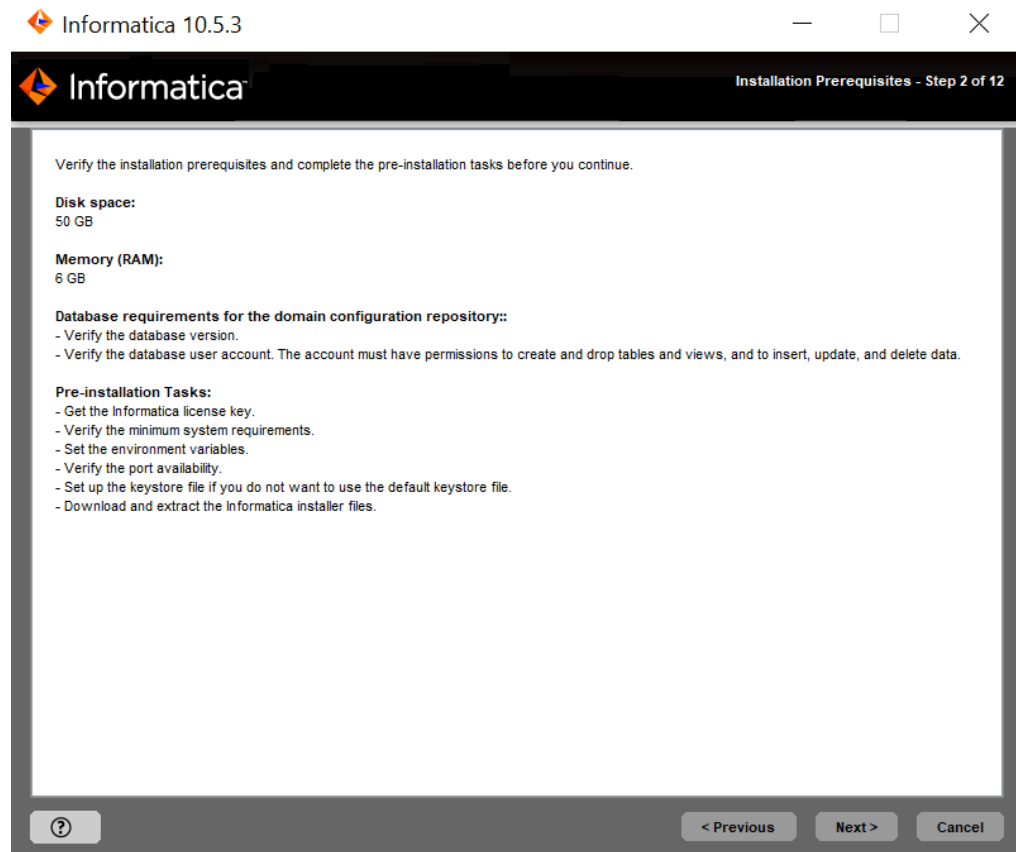 Informatica 10.5.3
Informatica
Installation Prerequisites - Step 2 of 12
Verify the installation prerequisites and complete the pre-installation tasks before you continue.
Disk space:
50 GB
Memory (RAM):
6 GB
Database requirements for the domain configuration repository::
- Verify the database version.
- Verify the database user account. The account must have permissions to create and drop tables and views, and to insert, update, and delete data.
Pre-installation Tasks:
- Get the Informatica license key.
- Verify the minimum system requirements.
- Set the environment variables.
- Verify the port availability.
- Set up the keystore file if you do not want to use the default keystore file.
- Download and extract the Informatica installer files.
?
< Previous
Next >
Cancel